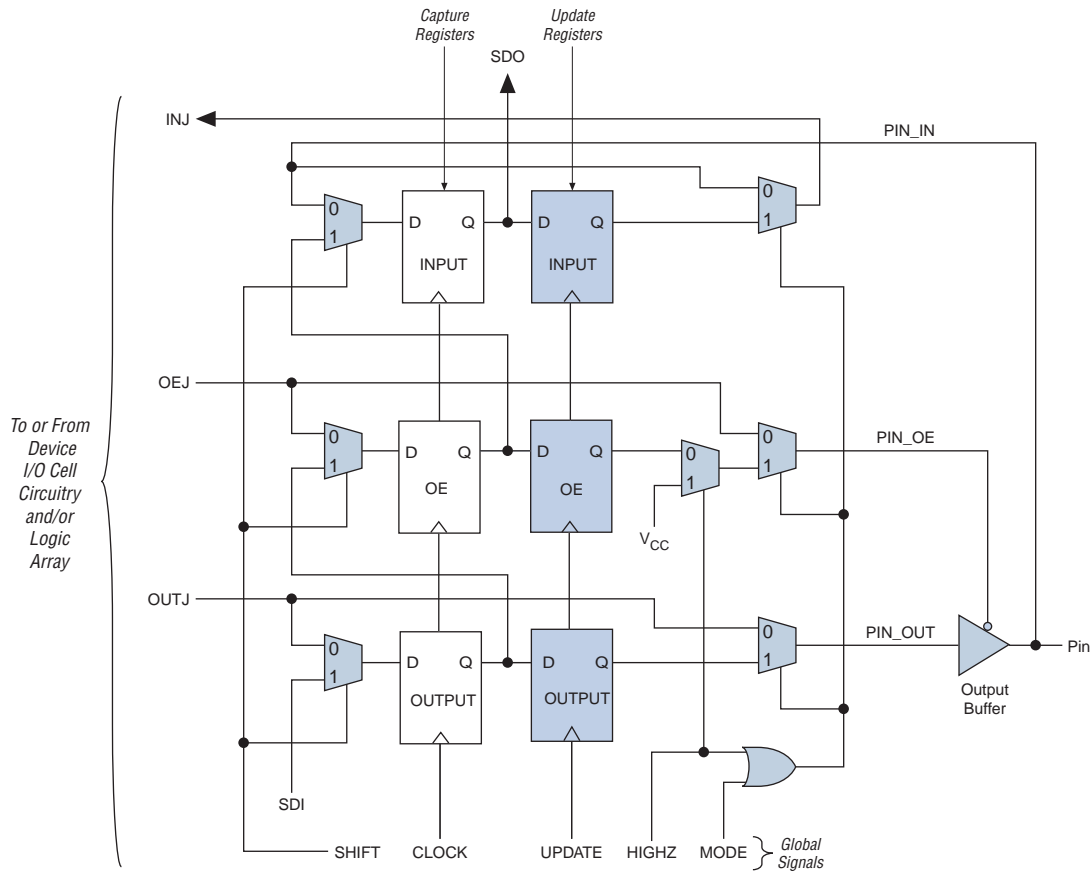 Capture
Registers
Update
Registers
SDO
INJ
PIN_IN
0
1
D Q
INPUT
D Q
INPUT
0
1
OEJ
To or From
Device
I/O Cell
Circuitry
and/or
Logic
Array
0
1
D Q
OE
D Q
OE
0
1
VCC
0
1
PIN_OE
OUTJ
0
1
D Q
OUTPUT
D Q
OUTPUT
0
1
PIN_OUT
Pin
Output
Buffer
SDI
SHIFT
CLOCK
UPDATE
HIGHZ
MODE
Global
Signals